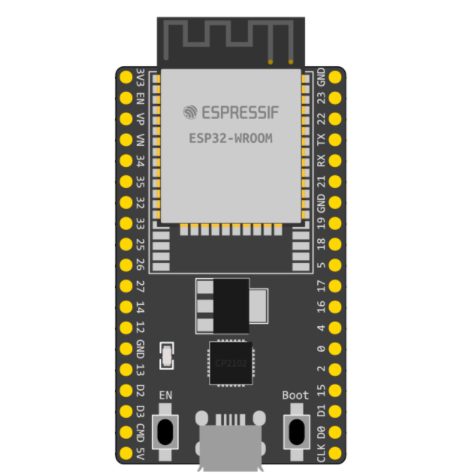 ESPRESSIF
ESP32-WROOM
3V3
EN
VP
VN
34
35
32
33
25
26
27
14
12
GND
13
D2
D3
CMD
5V
GND
23
22
TX
RX
21
GND
19
18
5
17
16
4
0
2
15
D1
D0
CLK
CP2102
EN
Boot